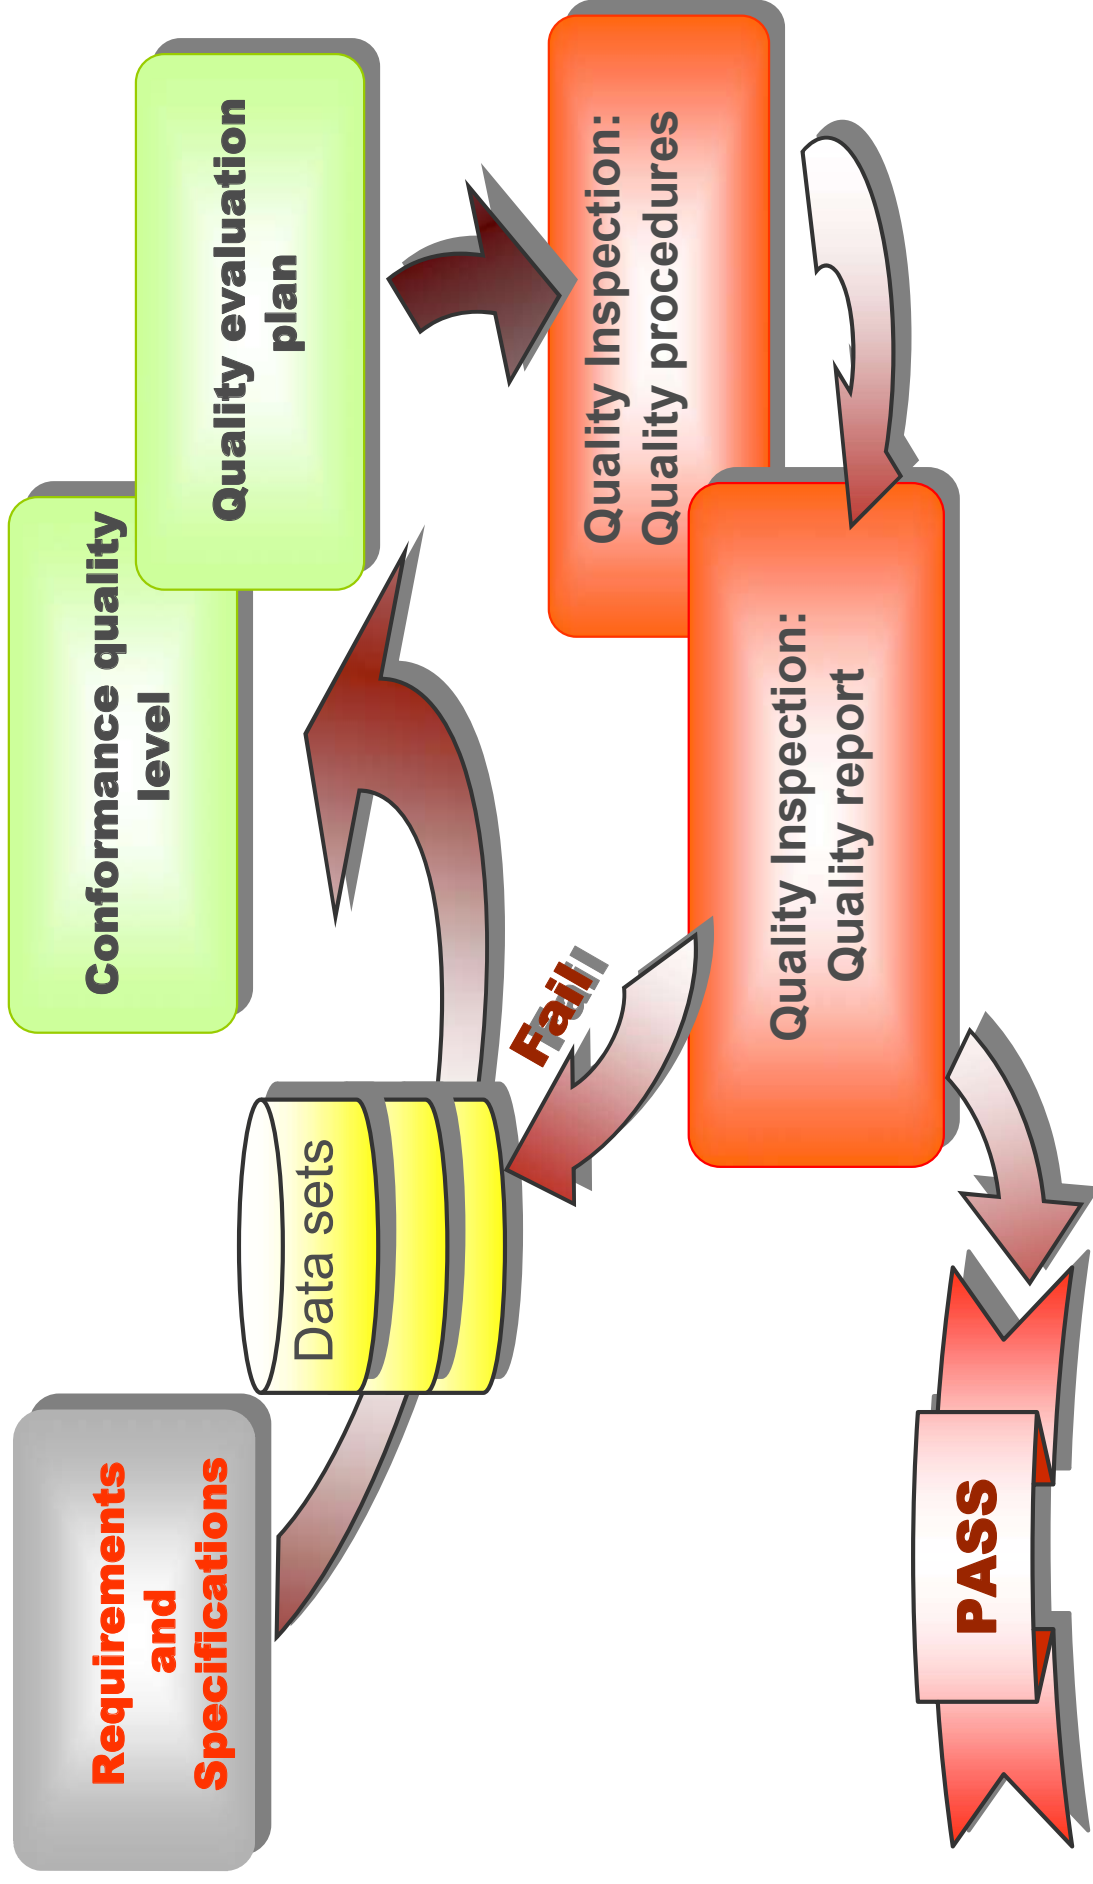 Requirements
and
Specifications
Data sets
Conformance quality
level
Quality evaluation
plan
Quality Inspection:
Quality procedures
Quality Inspection:
Quality report
Fail
PASS